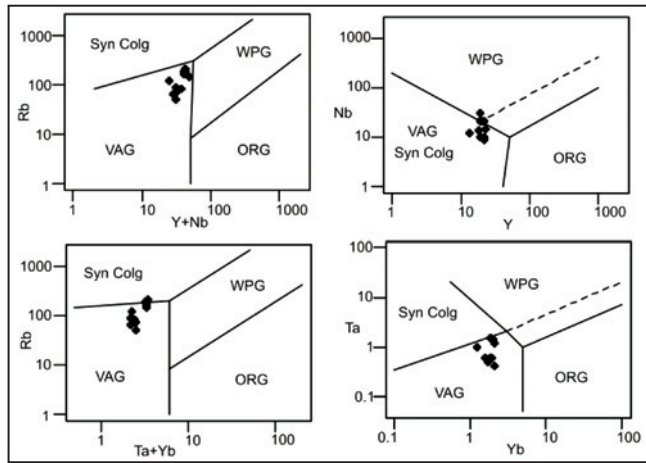 1000
Syn Colg
WPG
100
Rb
10
VAG
ORG
1
1
10
100
1000
Y+Nb
1000
WPG
100
Nb
10
VAG
Syn Colg
ORG
1
1
10
100
1000
Y
1000
Syn Colg
WPG
100
Rb
10
VAG
ORG
1
1
10
100
Ta+Yb
100
WPG
10
Syn Colg
Ta
1
0.1
VAG
ORG
0.1
1
10
100
Yb